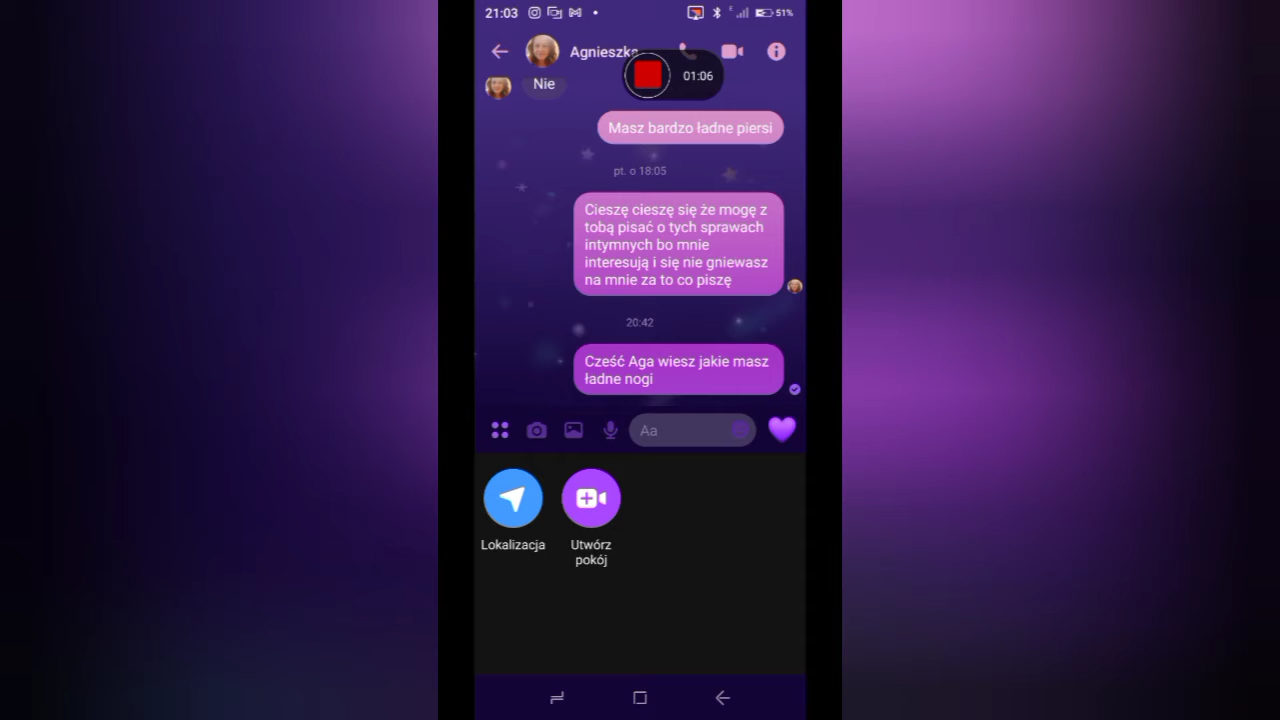 21:03
E
51%
Agnieszka
01:06
Nie
Masz bardzo ładne piersi
pt. o 18:05
Cieszę cieszę się że mogę z
tobą pisać o tych sprawach
intymnych bo mnie
interesują i się nie gniewasz
na mnie za to co piszę
20:42
Cześć Aga wiesz jakie masz
ładne nogi
Aa
Lokalizacja
Utwórz
pokój